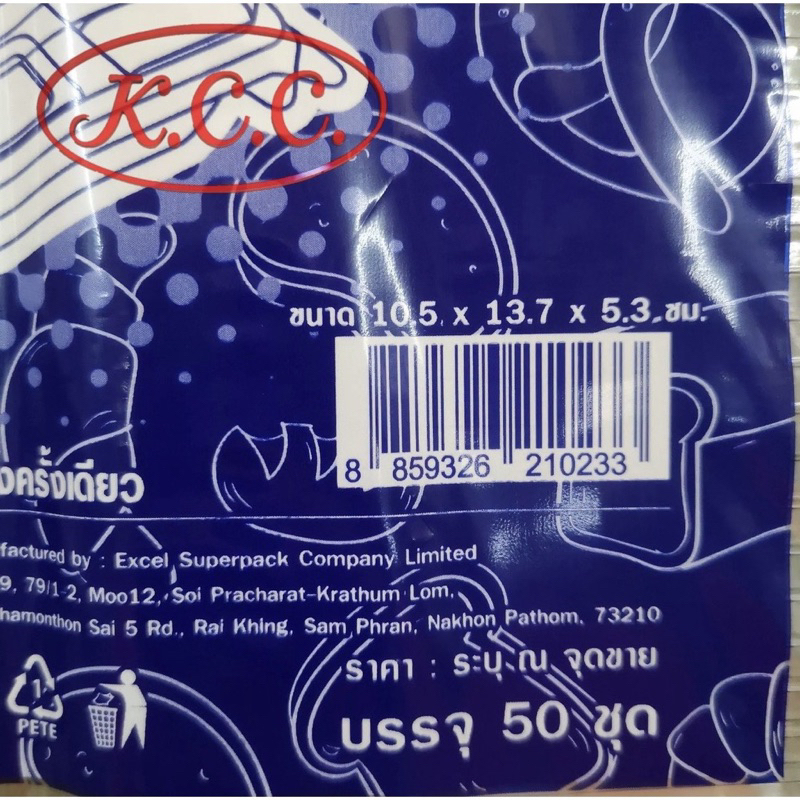 K.C.C.
ขนาด 10.5 x 13.7 x 5.3 ซม.
8 859326 210233
ครั้งเดียว
factured by : Excel Superpack Company Limited
9, 79/1-2, Moo12, Soi Pracharat-Krathum Lom,
hamonthon Sai 5 Rd., Rai Khing, Sam Phran, Nakhon Pathom. 73210
ราคา : ระบุ ณ จุดขาย
1
PETE
บรรจุ 50 ชุด